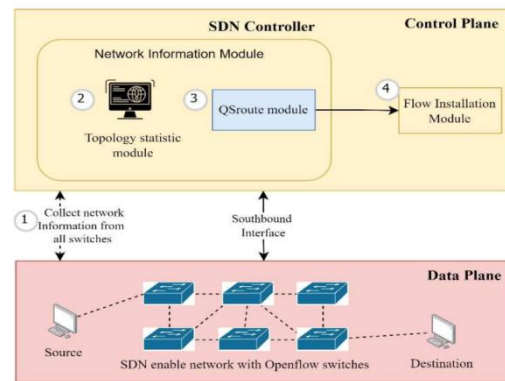 SDN Controller
Control Plane
Network Information Module
2
3
4
QSroute module
Flow Installation
Module
Topology statistic
module
1
Collect network
Information from
all switches
Southbound
Interface
Data Plane
Source
SDN enable network with Openflow switches
Destination